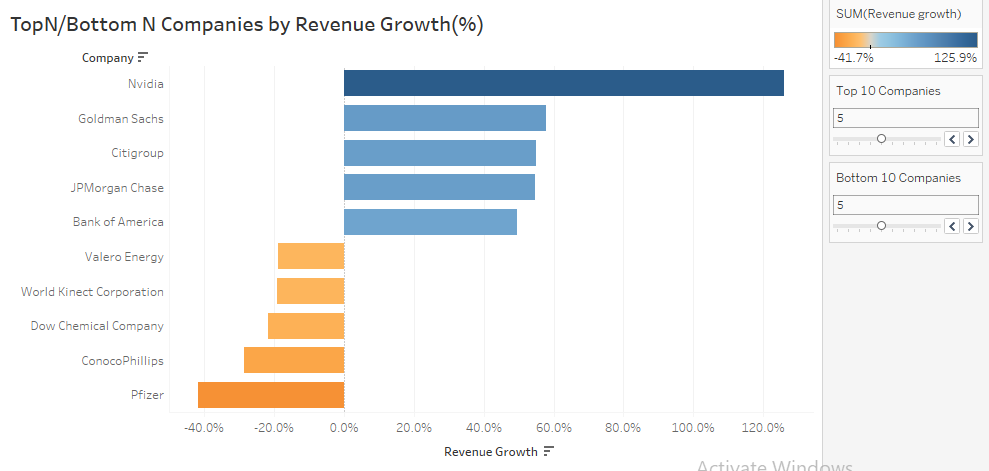 TopN/Bottom N Companies by Revenue Growth(%)
Company
Nvidia
Goldman Sachs
Citigroup
JPMorgan Chase
Bank of America
Valero Energy
World Kinect Corporation
Dow Chemical Company
ConocoPhillips
Pfizer
-40.0% -20.0% 0.0% 20.0% 40.0% 60.0% 80.0% 100.0% 120.0%
Revenue Growth
SUM(Revenue growth)
-41.7% 125.9%
Top 10 Companies
5
Bottom 10 Companies
5
Activate Windows